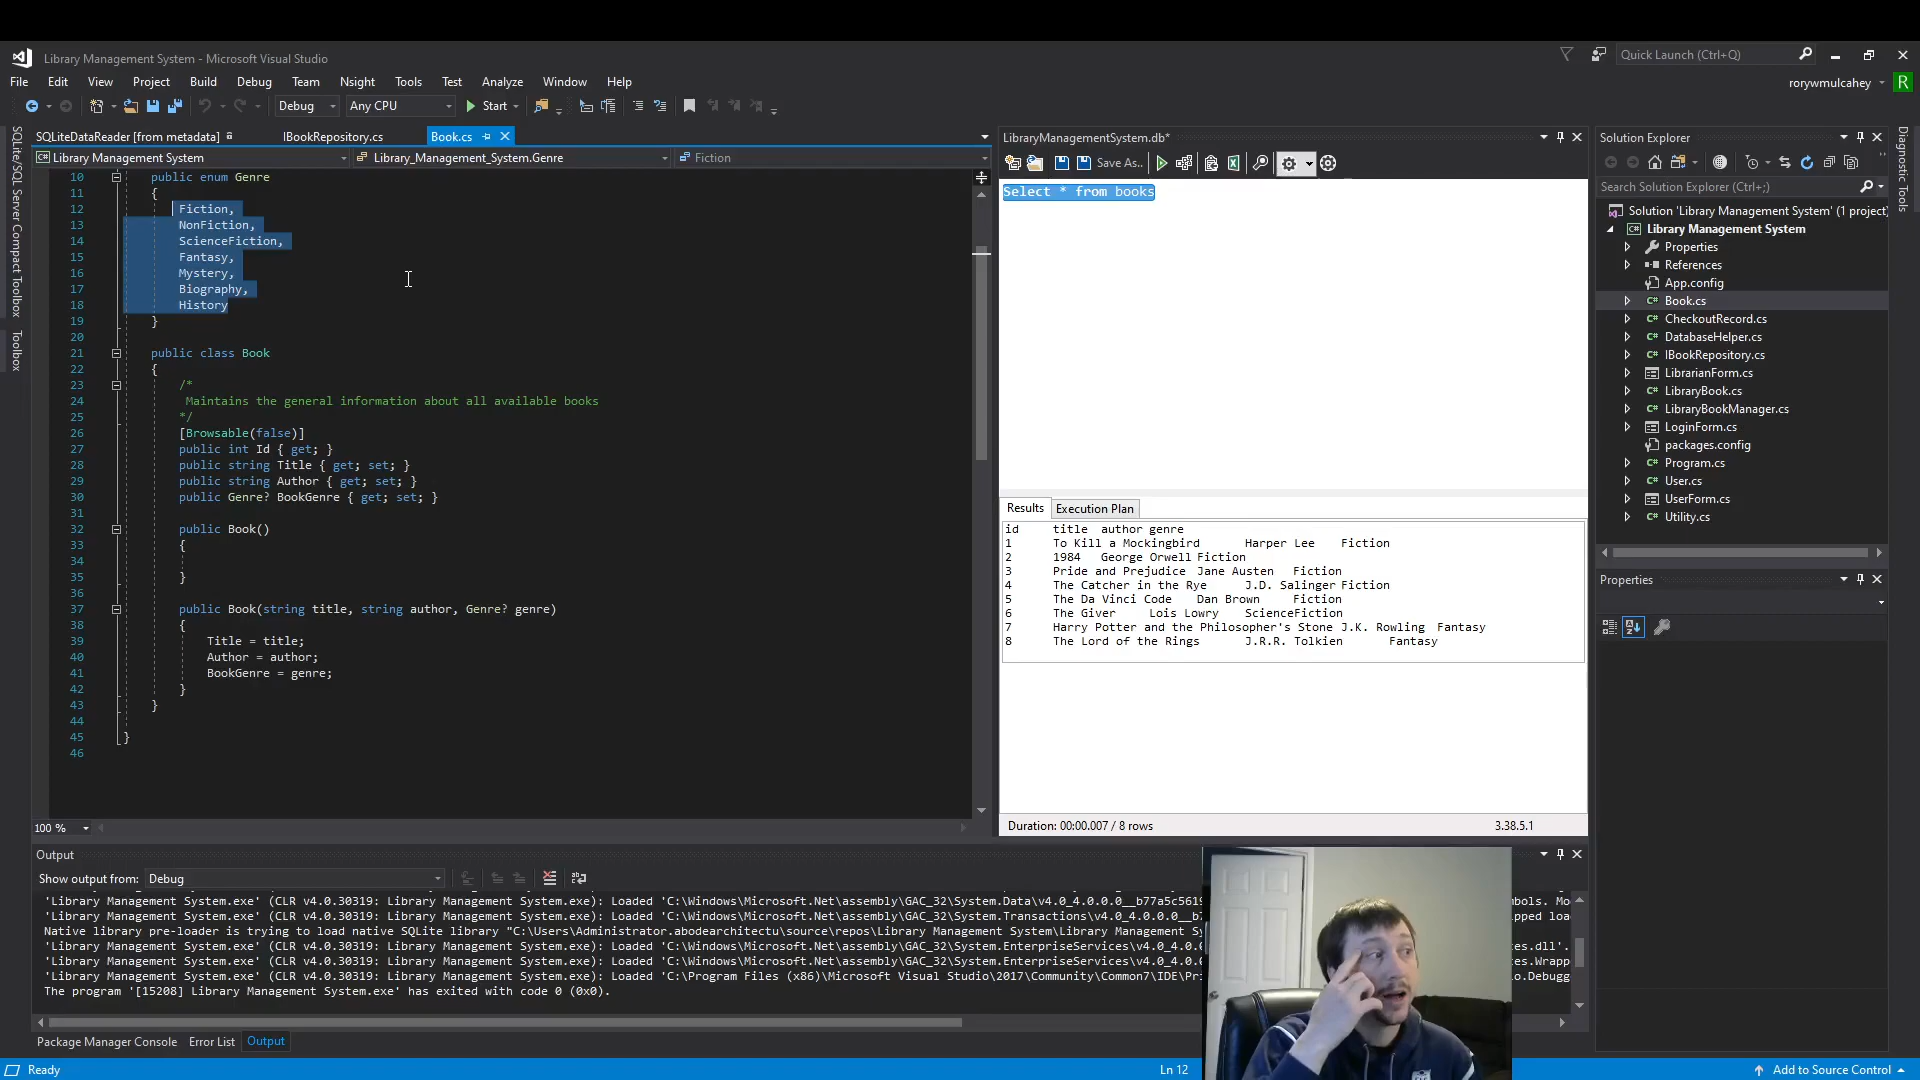 Library Management System - Microsoft Visual Studio
Quick Launch (Ctrl+Q)
File Edit View Project Build Debug Team Nsight Tools Test Analyze Window Help
rorywmulcahey R
Debug Any CPU Start
SQLite/SQL Server Compact Toolbox
Toolbox
SQLiteDataReader [from metadata] IBookRepository.cs Book.cs
Library Management System Library_Management_System.Genre Fiction
10 public enum Genre
11 {
12 Fiction,
13 NonFiction,
14 ScienceFiction,
15 Fantasy,
16 Mystery,
17 Biography,
18 History
19 }
20
21 public class Book
22 {
23 /*
24 Maintains the general information about all available books
25 */
26 [Browsable(false)]
27 public int Id { get; }
28 public string Title { get; set; }
29 public string Author { get; set; }
30 public Genre? BookGenre { get; set; }
31
32 public Book()
33 {
34
35 }
36
37 public Book(string title, string author, Genre? genre)
38 {
39 Title = title;
40 Author = author;
41 BookGenre = genre;
42 }
43 }
44
45 }
46
100 %
LibraryManagementSystem.db*
Save As..
Select * from books
Results Execution Plan
id title author genre
1 To Kill a Mockingbird Harper Lee Fiction
2 1984 George Orwell Fiction
3 Pride and Prejudice Jane Austen Fiction
4 The Catcher in the Rye J.D. Salinger Fiction
5 The Da Vinci Code Dan Brown Fiction
6 The Giver Lois Lowry ScienceFiction
7 Harry Potter and the Philosopher's Stone J.K. Rowling Fantasy
8 The Lord of the Rings J.R.R. Tolkien Fantasy
Duration: 00:00.007 / 8 rows 3.38.5.1
Solution Explorer
Search Solution Explorer (Ctrl+;)
Solution 'Library Management System' (1 project)
Library Management System
Properties
References
App.config
Book.cs
CheckoutRecord.cs
DatabaseHelper.cs
IBookRepository.cs
LibrarianForm.cs
LibraryBook.cs
LibraryBookManager.cs
LoginForm.cs
packages.config
Program.cs
User.cs
UserForm.cs
Utility.cs
Properties
Diagnostic Tools
Output
Show output from: Debug
'Library Management System.exe' (CLR v4.0.30319: Library Management System.exe): Loaded 'C:\Windows\Microsoft.Net\assembly\GAC_32\System.Data\v4.0_4.0.0.0__b77a5c5619 mbols. Mo
'Library Management System.exe' (CLR v4.0.30319: Library Management System.exe): Loaded 'C:\Windows\Microsoft.Net\assembly\GAC_32\System.Transactions\v4.0_4.0.0.0__b7 pped loa
Native library pre-loader is trying to load native SQLite library "C:\Users\Administrator.abodearchitectu\source\repos\Library Management System\Library Management Sy
'Library Management System.exe' (CLR v4.0.30319: Library Management System.exe): Loaded 'C:\Windows\Microsoft.Net\assembly\GAC_32\System.EnterpriseServices\v4.0_4.0.0 es.dll'.
'Library Management System.exe' (CLR v4.0.30319: Library Management System.exe): Loaded 'C:\Windows\Microsoft.Net\assembly\GAC_32\System.EnterpriseServices\v4.0_4.0.0 es.Wrapp
'Library Management System.exe' (CLR v4.0.30319: Library Management System.exe): Loaded 'C:\Program Files (x86)\Microsoft Visual Studio\2017\Community\Common7\IDE\Pri o.Debugg
The program '[15208] Library Management System.exe' has exited with code 0 (0x0).
Package Manager Console Error List Output
Ready Ln 12 Add to Source Control